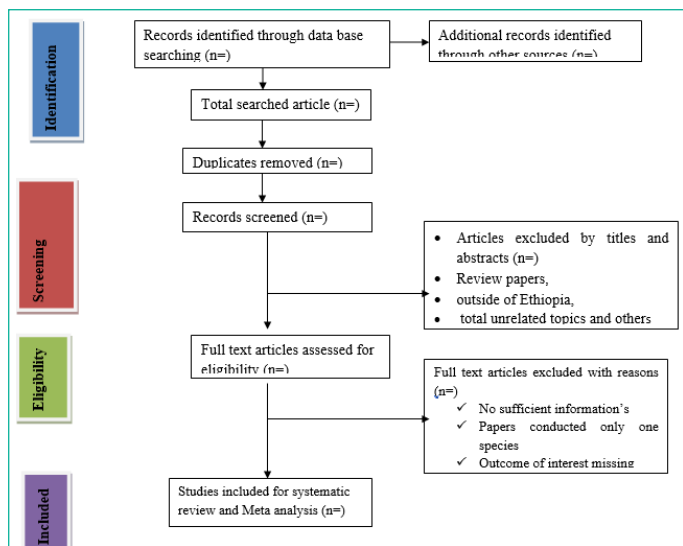 Records identified through data base
searching (n=)
Additional records identified
through other sources (n=)
Identification
Total searched article (n=)
Duplicates removed (n=)
Records screened (n=)
Screening
• Articles excluded by titles and
abstracts (n=)
• Review papers,
• outside of Ethiopia,
• total unrelated topics and others
Full text articles assessed for
eligibility (n=)
Eligibility
Full text articles excluded with reasons
(n=)
✓ No sufficient information's
✓ Papers conducted only one
species
✓ Outcome of interest missing
Studies included for systematic
review and Meta analysis (n=)
Included